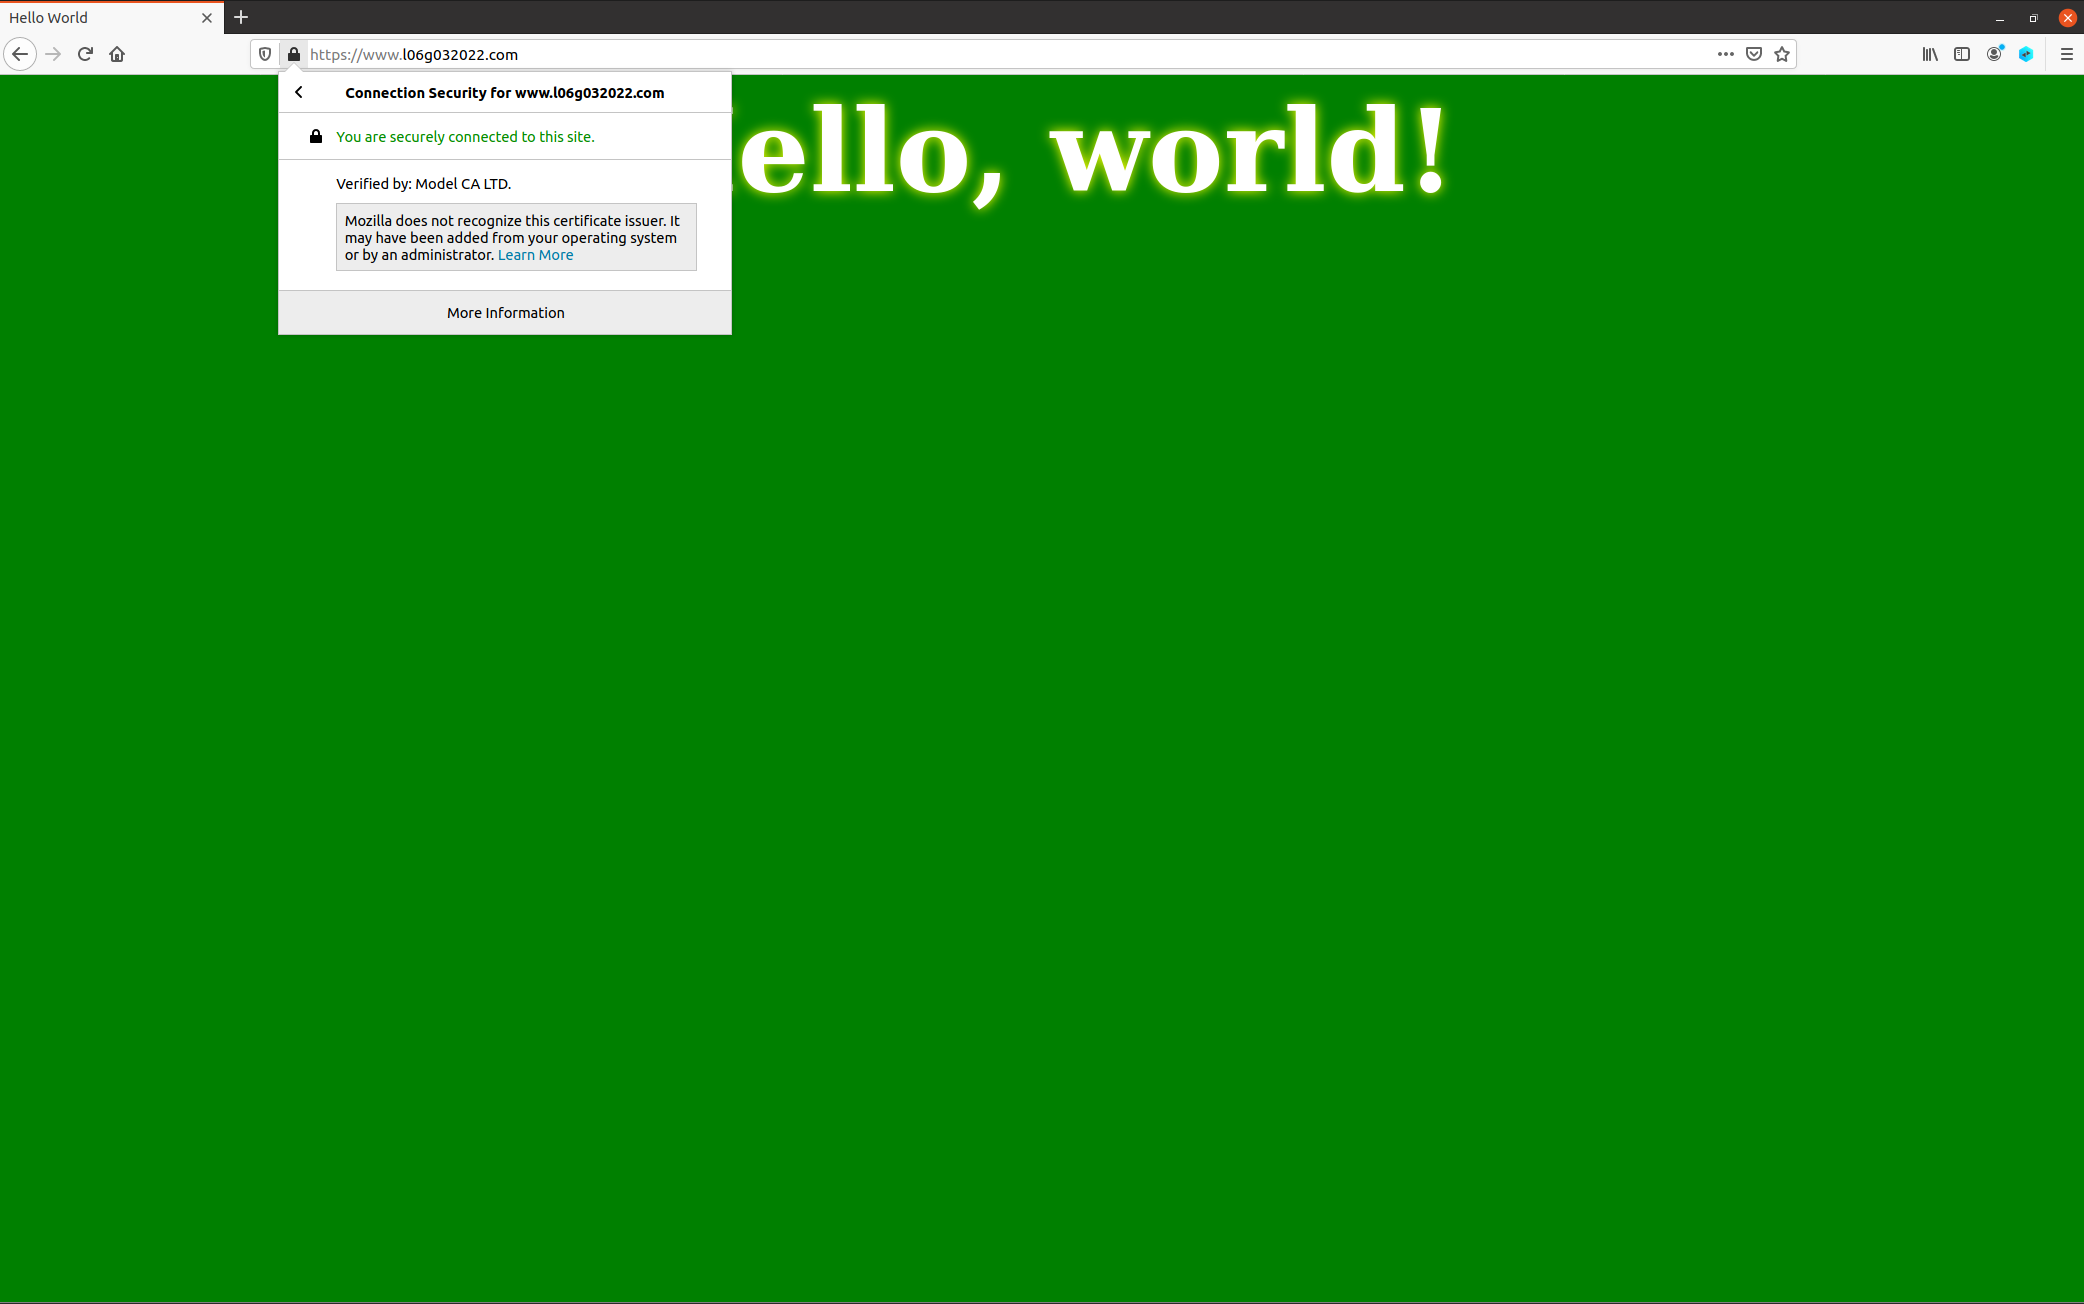 Hello World
https://www.l06g032022.com
Connection Security for www.l06g032022.com
You are securely connected to this site.
Verified by: Model CA LTD.
Mozilla does not recognize this certificate issuer. It
may have been added from your operating system
or by an administrator. Learn More
More Information
ello, world!